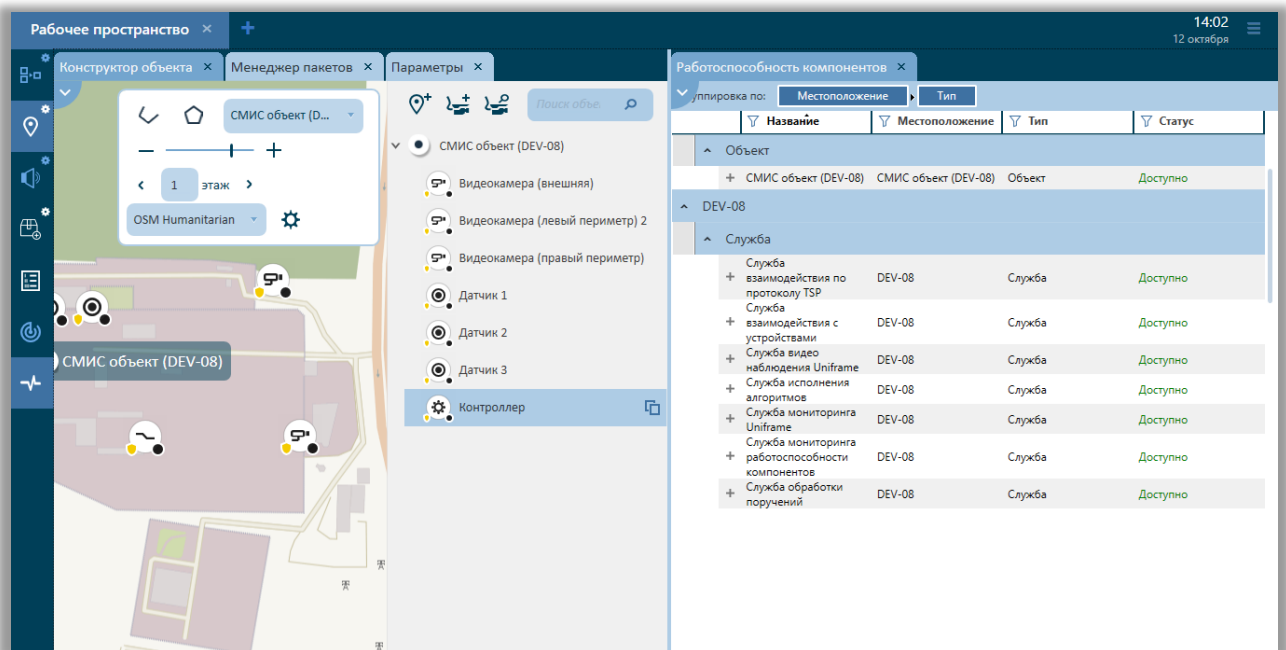 Рабочее пространство
14:02
12 октября
Конструктор объекта
Менеджер пакетов
Параметры
Работоспособность компонентов
СМИС объект (D...
1 этаж
OSM Humanitarian
СМИС объект (DEV-08)
Поиск объе.
СМИС объект (DEV-08)
Видеокамера (внешняя)
Видеокамера (левый периметр) 2
Видеокамера (правый периметр)
Датчик 1
Датчик 2
Датчик 3
Контроллер
уппировка по: Местоположение Тип
Название Местоположение Тип Статус
Объект
СМИС объект (DEV-08) СМИС объект (DEV-08) Объект Доступно
DEV-08
Служба
Служба
взаимодействия по DEV-08 Служба Доступно
протоколу TSP
Служба
взаимодействия с DEV-08 Служба Доступно
устройствами
Служба видео
наблюдения Uniframe DEV-08 Служба Доступно
Служба исполнения
алгоритмов DEV-08 Служба Доступно
Служба мониторинга
Uniframe DEV-08 Служба Доступно
Служба мониторинга
работоспособности DEV-08 Служба Доступно
компонентов
Служба обработки
поручений DEV-08 Служба Доступно